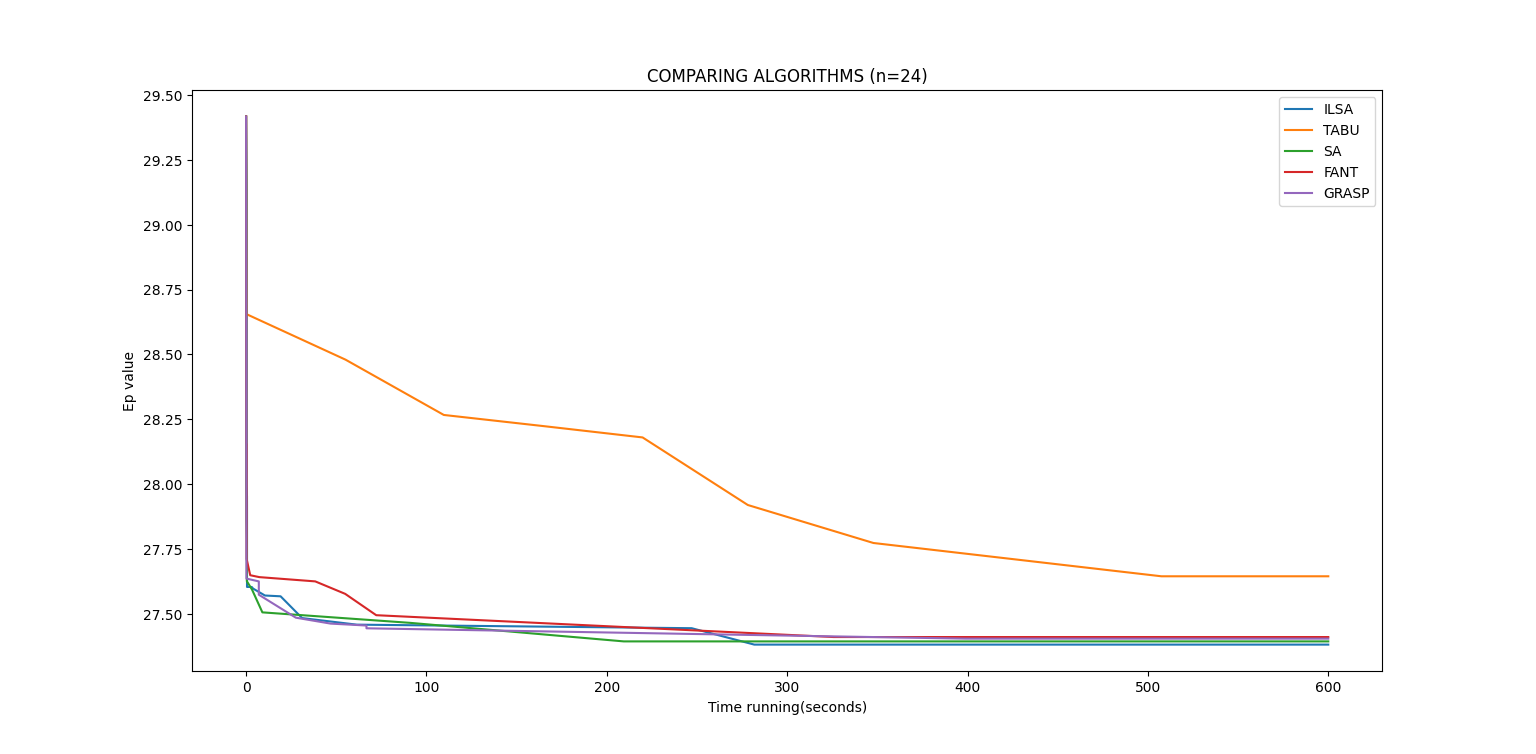 COMPARING ALGORITHMS (n=24)
29.50
29.25
29.00
28.75
28.50
28.25
28.00
27.75
27.50
Ep value
0 100 200 300 400 500 600
Time running(seconds)
ILSA
TABU
SA
FANT
GRASP